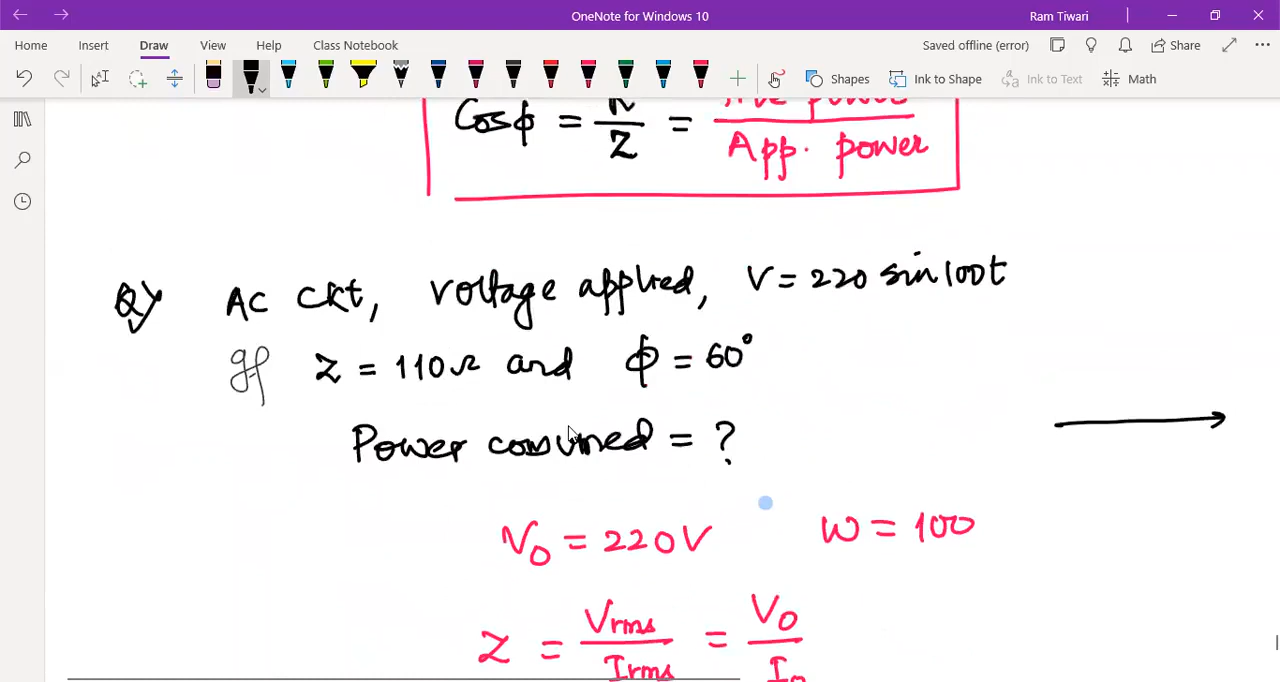 OneNote for Windows 10
Ram Tiwari
Home Insert Draw View Help Class Notebook
Saved offline (error)
Share
Shapes
Ink to Shape
Ink to Text
Math
Cosφ = R/Z = power / App. power
Q) AC Ckt, voltage applied, V = 220 sin100t
gf Z = 110Ω and φ = 60°
Power consumed = ?
V₀ = 220V ω = 100
Z = Vrms/Irms = V₀/I₀